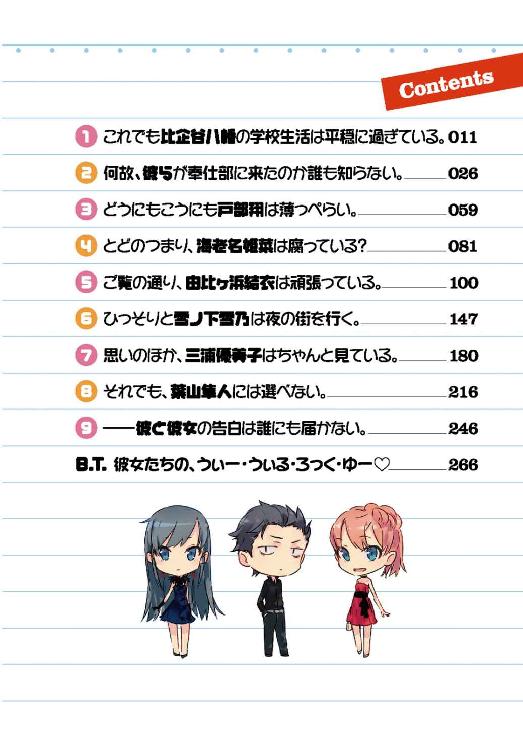 Contents
1 これでも比企谷八幡の学校生活は平穏に過ぎている。011
2 何故、彼らが奉仕部に来たのか誰も知らない。026
3 どうにもこうにも戸部翔は薄っぺらい。059
4 とどのつまり、海老名姫菜は腐っている?081
5 ご覧の通り、由比ヶ浜結衣は頑張っている。100
6 ひっそりと雪ノ下雪乃は夜の街を行く。147
7 思いのほか、三浦優美子はちゃんと見ている。180
8 それでも、葉山隼人には選べない。216
9 ――彼と彼女の告白は誰にも届かない。246
B.T. 彼女たちの、うぃー・うぃる・ろっく・ゆー♡266